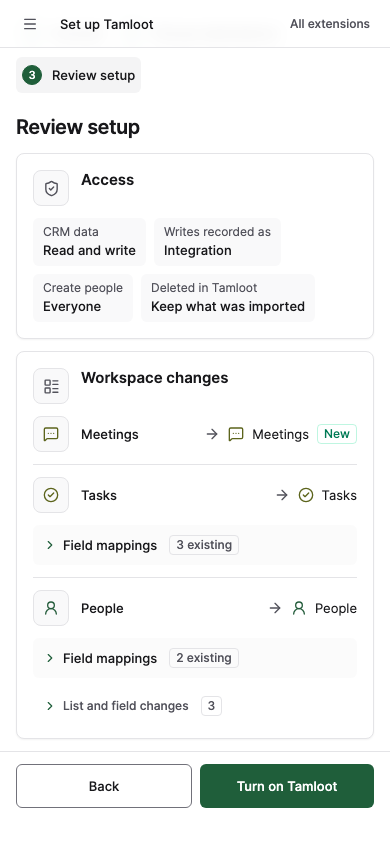 Set up Tamloot
All extensions
3 Review setup
Review setup
Access
CRM data
Read and write
Writes recorded as
Integration
Create people
Everyone
Deleted in Tamloot
Keep what was imported
Workspace changes
Meetings → Meetings New
Tasks → Tasks
Field mappings 3 existing
People → People
Field mappings 2 existing
List and field changes 3
Back
Turn on Tamloot